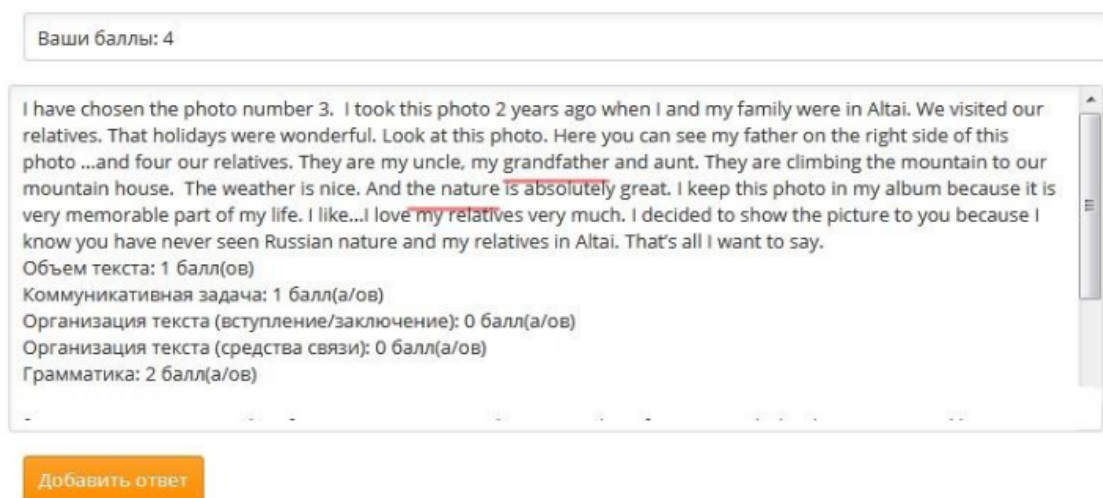 Ваши баллы: 4
I have chosen the photo number 3.  I took this photo 2 years ago when I and my family were in Altai. We visited our
relatives. That holidays were wonderful. Look at this photo. Here you can see my father on the right side of this
photo ...and four our relatives. They are my uncle, my grandfather and aunt. They are climbing the mountain to our
mountain house.  The weather is nice. And the nature is absolutely great. I keep this photo in my album because it is
very memorable part of my life. I like...I love my relatives very much. I decided to show the picture to you because I
know you have never seen Russian nature and my relatives in Altai. That’s all I want to say.
Объем текста: 1 балл(ов)
Коммуникативная задача: 1 балл(а/ов)
Организация текста (вступление/заключение): 0 балл(а/ов)
Организация текста (средства связи): 0 балл(а/ов)
Грамматика: 2 балл(а/ов)
Добавить ответ